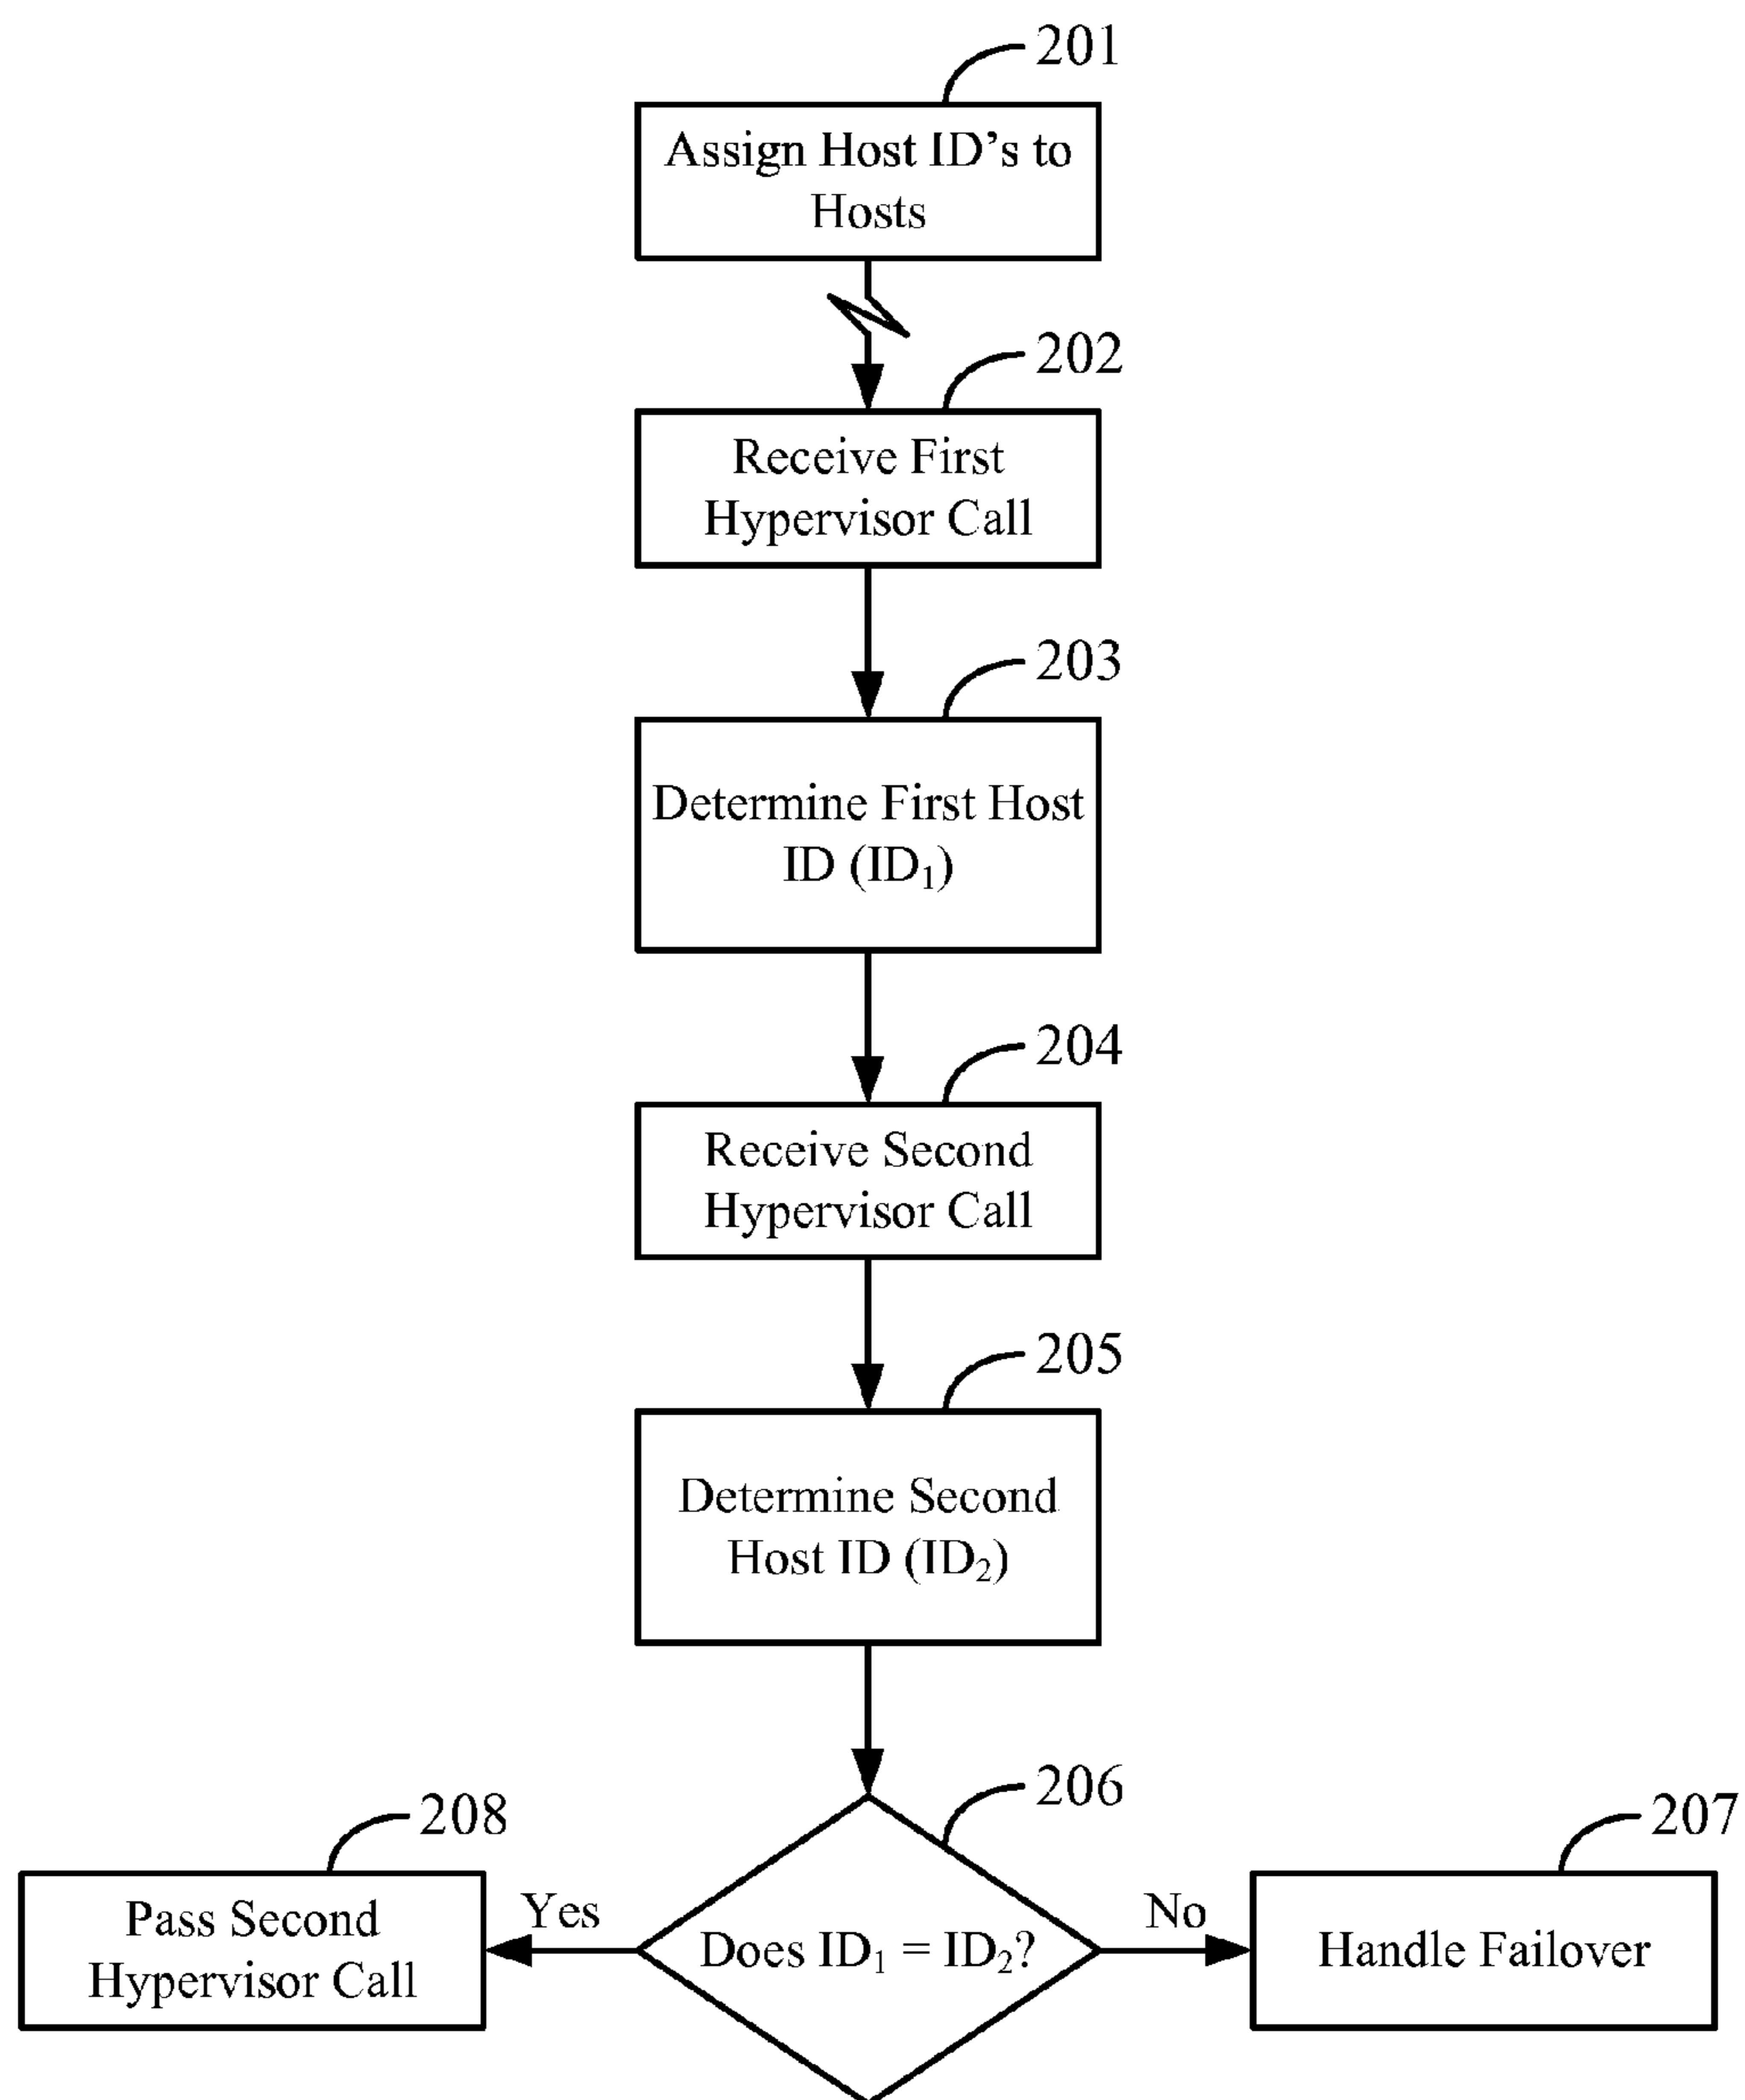 201
Assign Host ID's to
Hosts
202
Receive First
Hypervisor Call
203
Determine First Host
ID (ID₁)
204
Receive Second
Hypervisor Call
205
Determine Second
Host ID (ID₂)
206
208
207
Pass Second
Hypervisor Call
Yes
Does ID₁ = ID₂?
No
Handle Failover